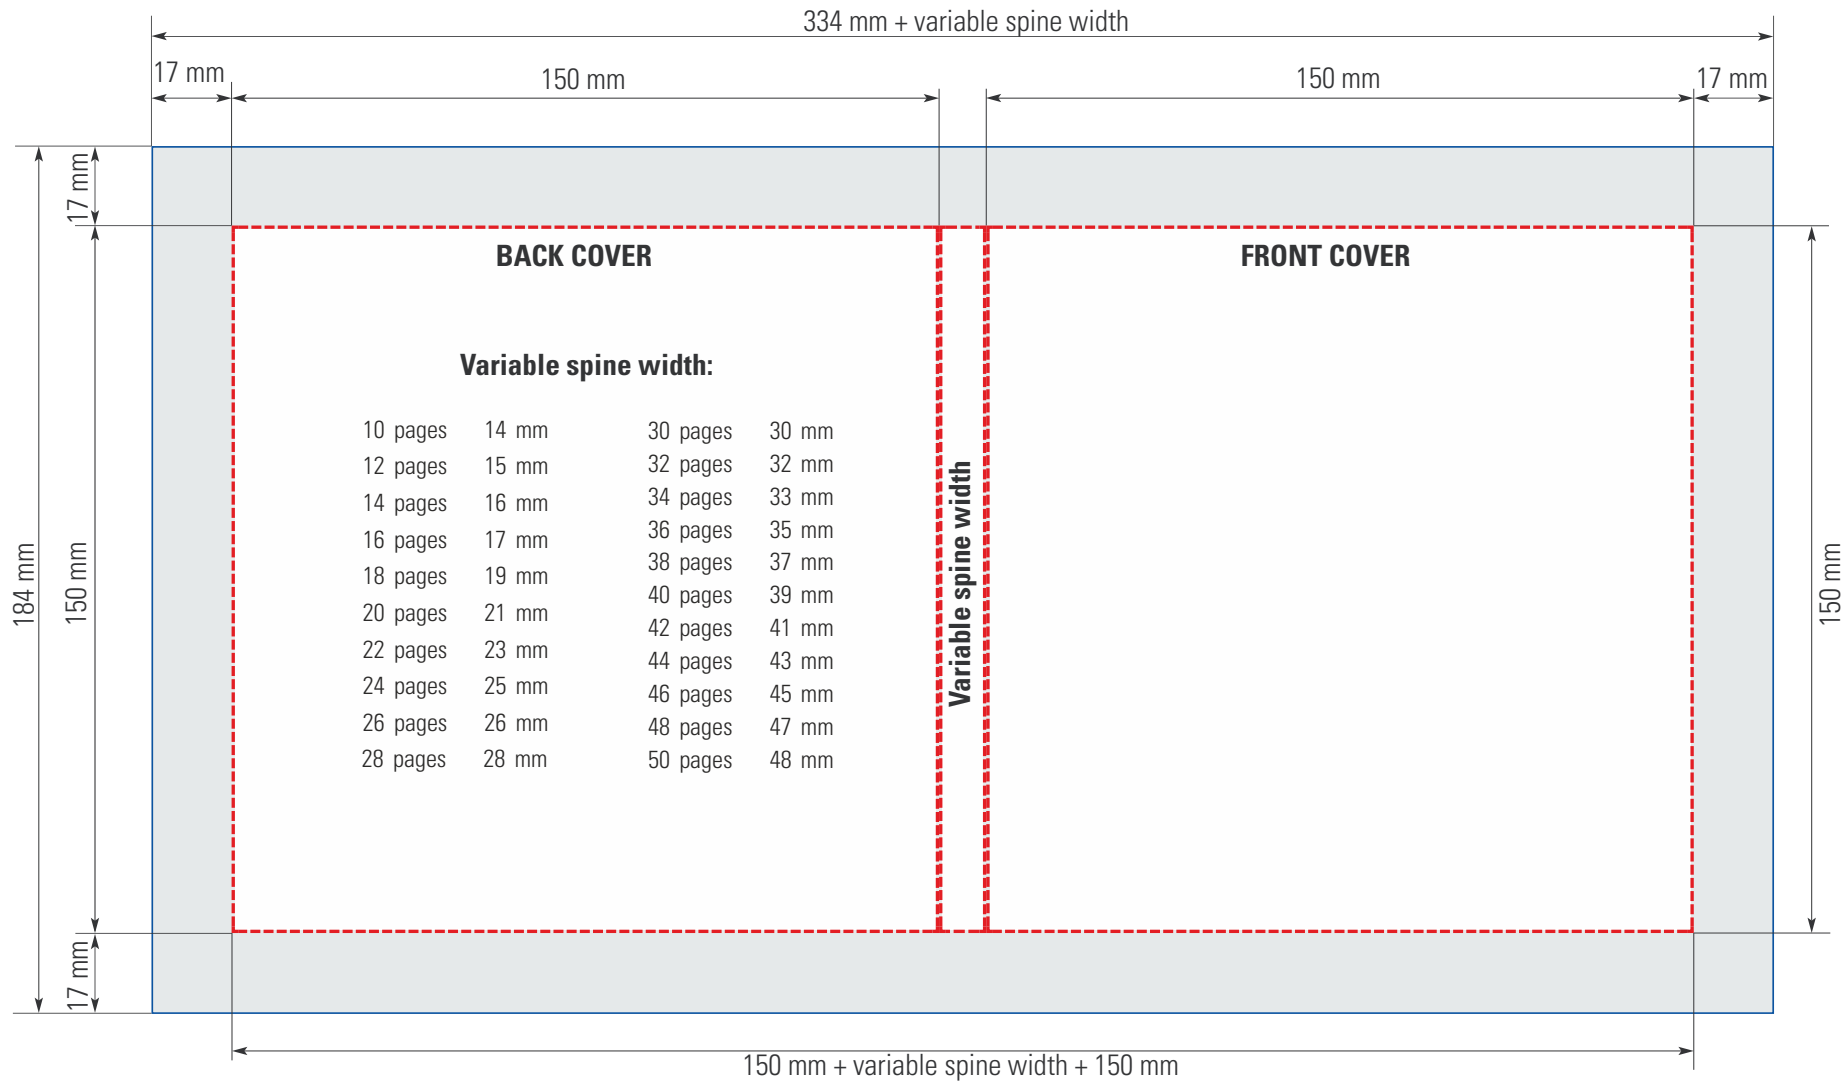 334 mm + variable spine width
17 mm
150 mm
150 mm
17 mm
17 mm
BACK COVER
FRONT COVER
Variable spine width:
10 pages 14 mm 30 pages 30 mm
12 pages 15 mm 32 pages 32 mm
14 pages 16 mm 34 pages 33 mm
16 pages 17 mm 36 pages 35 mm
18 pages 19 mm 38 pages 37 mm
20 pages 21 mm 40 pages 39 mm
22 pages 23 mm 42 pages 41 mm
24 pages 25 mm 44 pages 43 mm
26 pages 26 mm 46 pages 45 mm
28 pages 28 mm 48 pages 47 mm
50 pages 48 mm
Variable spine width
184 mm
150 mm
150 mm
17 mm
150 mm + variable spine width + 150 mm